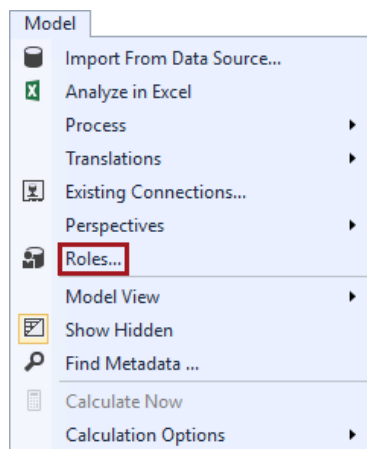 Model
Import From Data Source...
Analyze in Excel
Process
Translations
Existing Connections...
Perspectives
Roles...
Model View
Show Hidden
Find Metadata ...
Calculate Now
Calculation Options